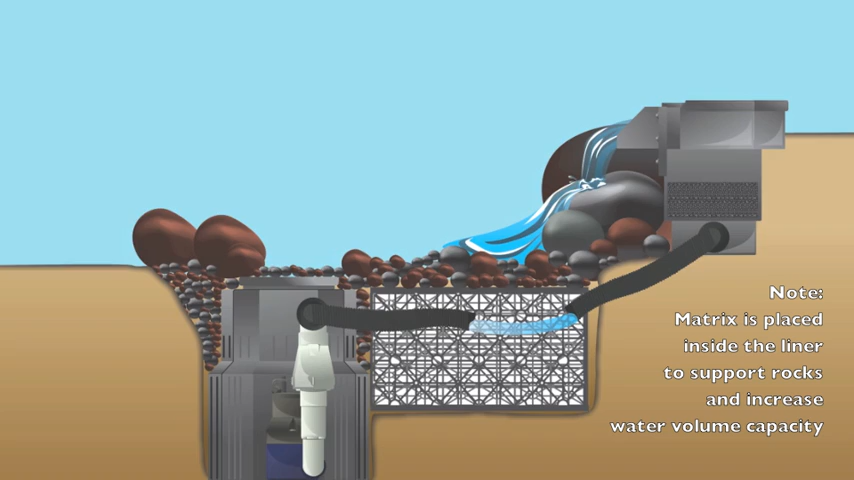 Note:
Matrix is placed
inside the liner
to support rocks
and increase
water volume capacity